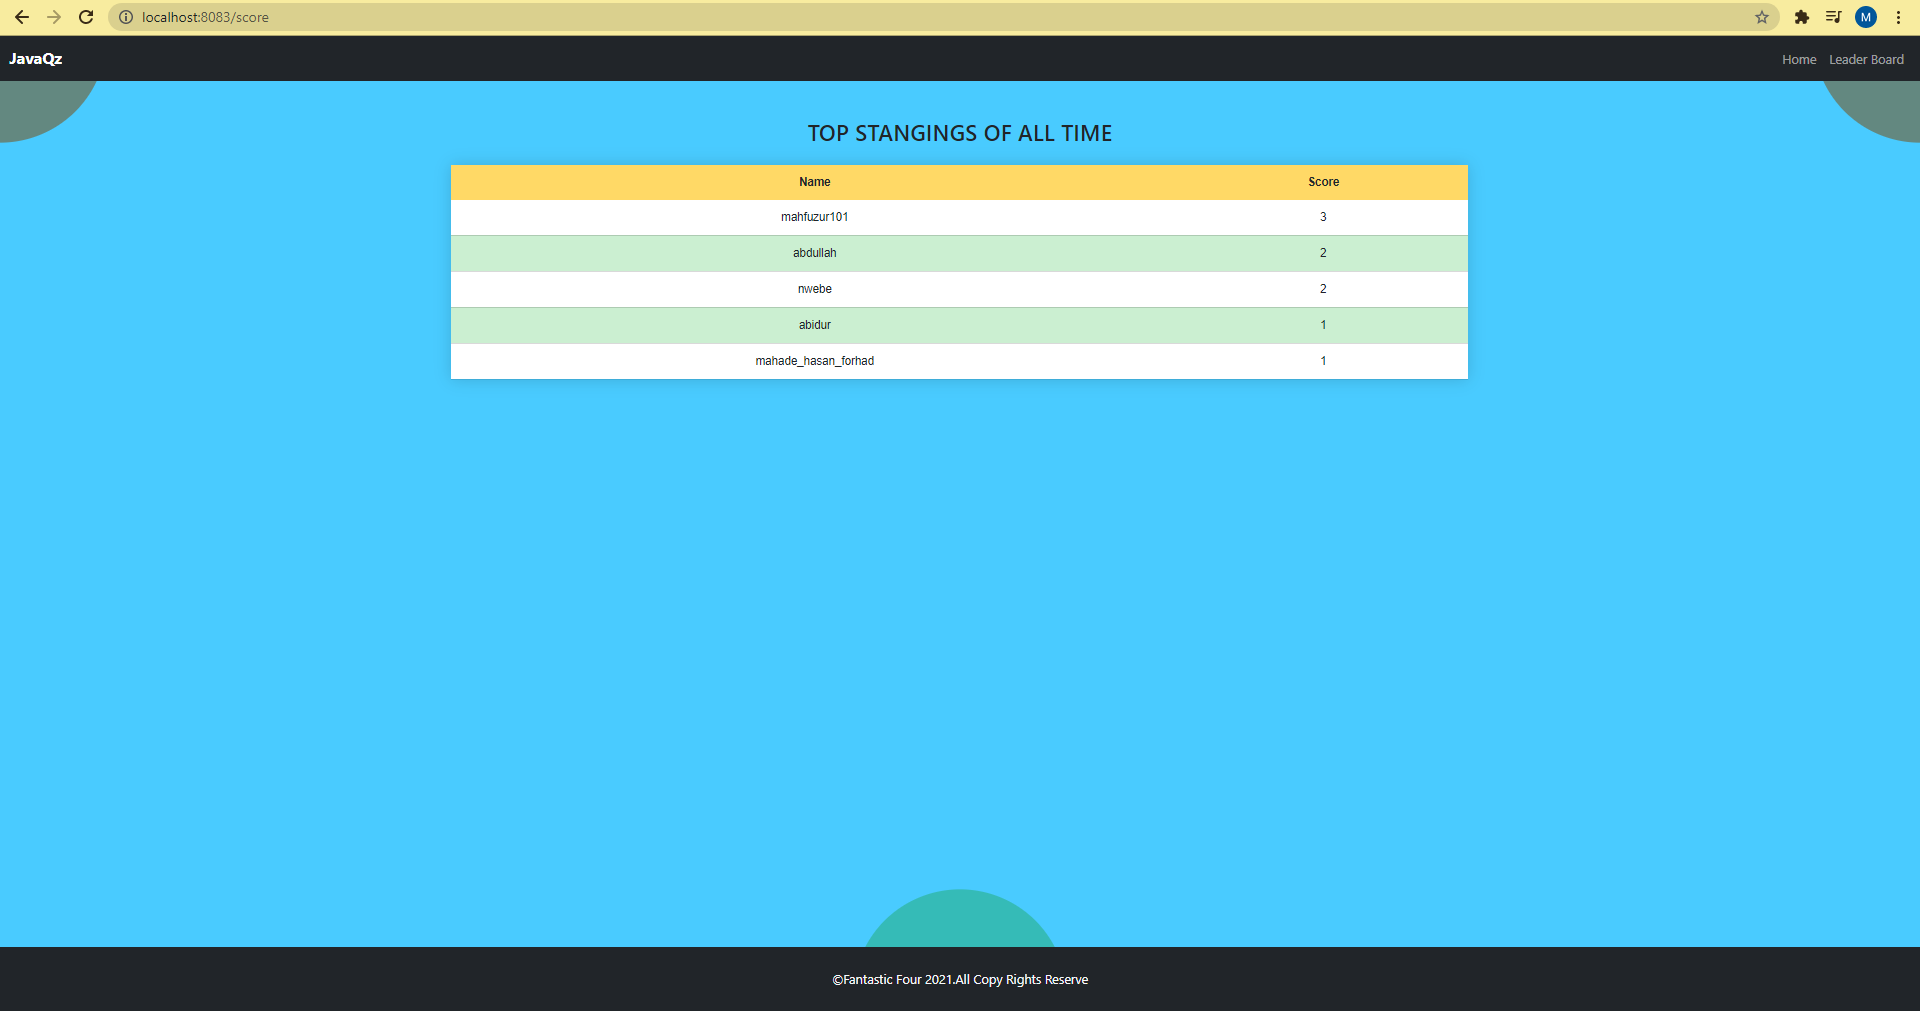 localhost:8083/score
M
JavaQz
Home Leader Board
TOP STANGINGS OF ALL TIME
Name Score
mahfuzur101 3
abdullah 2
nwebe 2
abidur 1
mahade_hasan_forhad 1
©Fantastic Four 2021.All Copy Rights Reserve